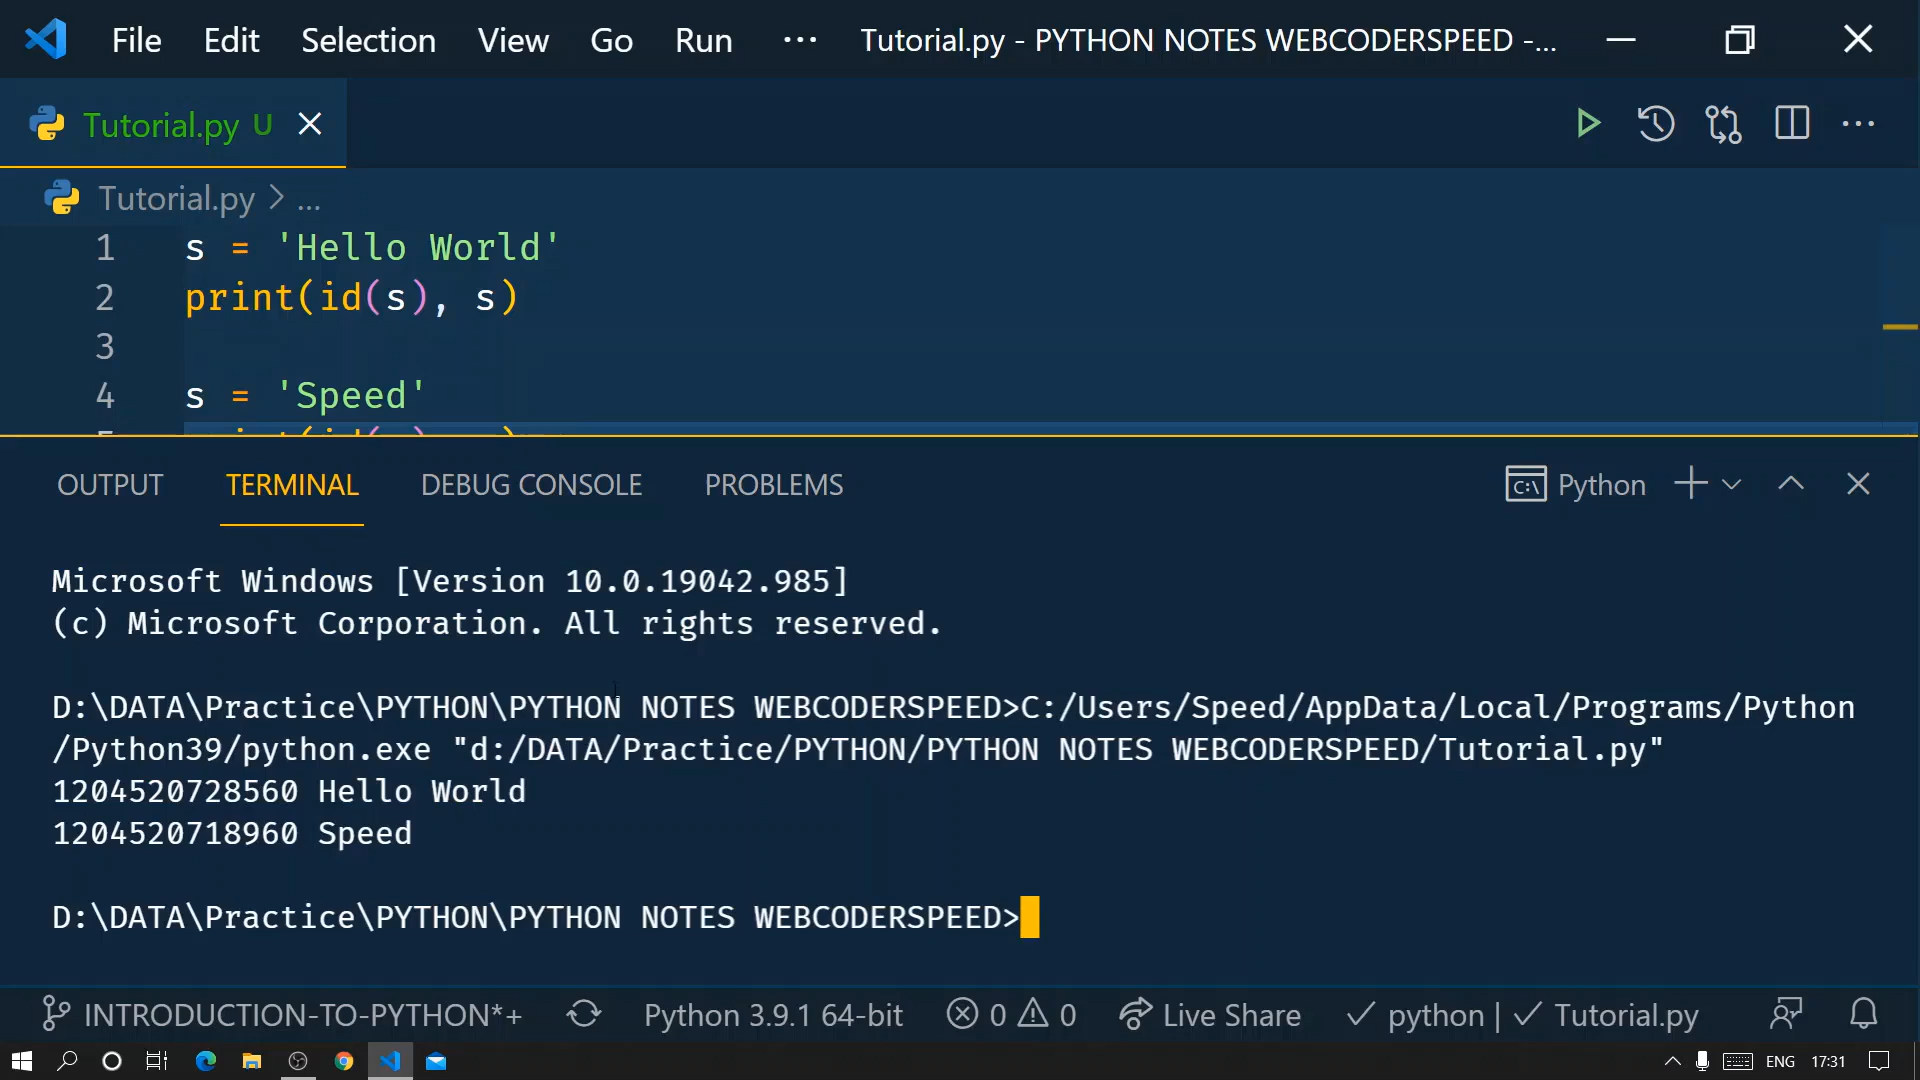 File Edit Selection View Go Run ··· Tutorial.py - PYTHON NOTES WEBCODERSPEED -...
Tutorial.py U
Tutorial.py > ...
1 s = 'Hello World'
2 print(id(s), s)
3
4 s = 'Speed'
OUTPUT TERMINAL DEBUG CONSOLE PROBLEMS Python
Microsoft Windows [Version 10.0.19042.985]
(c) Microsoft Corporation. All rights reserved.
D:\DATA\Practice\PYTHON\PYTHON NOTES WEBCODERSPEED>C:/Users/Speed/AppData/Local/Programs/Python
/Python39/python.exe "d:/DATA/Practice/PYTHON/PYTHON NOTES WEBCODERSPEED/Tutorial.py"
1204520728560 Hello World
1204520718960 Speed
D:\DATA\Practice\PYTHON\PYTHON NOTES WEBCODERSPEED>
INTRODUCTION-TO-PYTHON*+ Python 3.9.1 64-bit 0 0 Live Share python | Tutorial.py
ENG 17:31